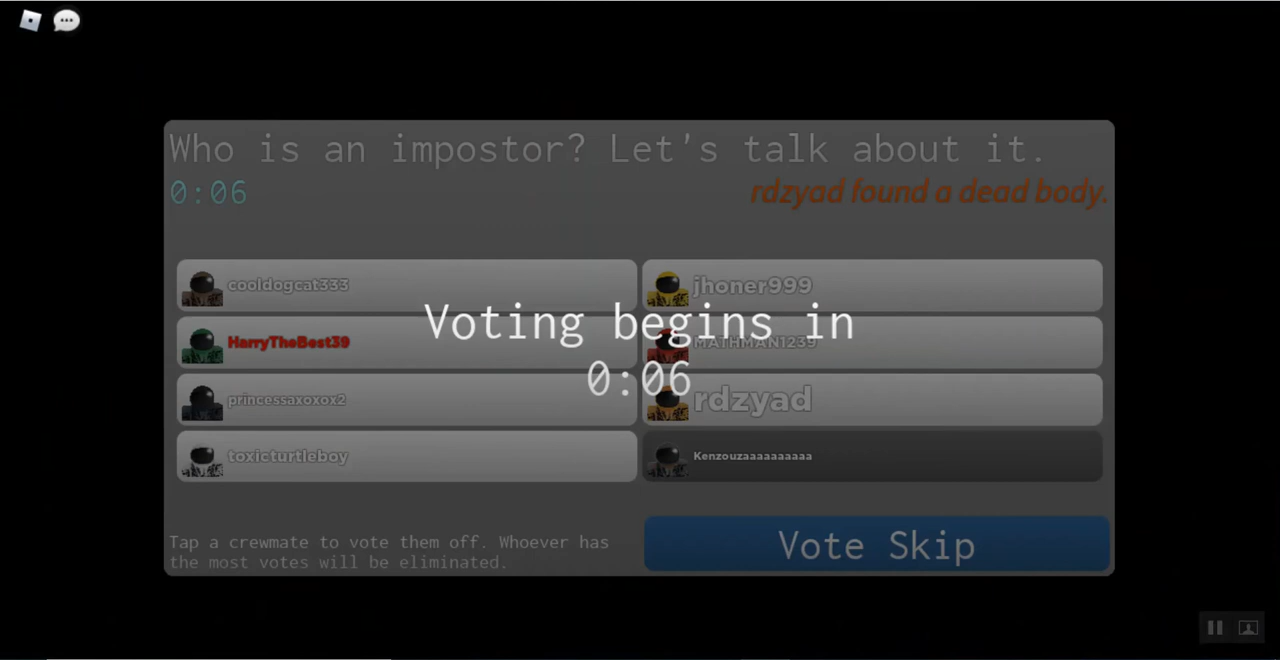 Who is an impostor? Let's talk about it.
0:06
rdzyad found a dead body.
cooldogcat333
jhoner999
Voting begins in
HarryTheBest39
MATHMAN1239
0:06
princessaxoxox2
rdzyad
toxicturtleboy
Kenzouzaaaaaaaaaa
Tap a crewmate to vote them off. Whoever has
the most votes will be eliminated.
Vote Skip